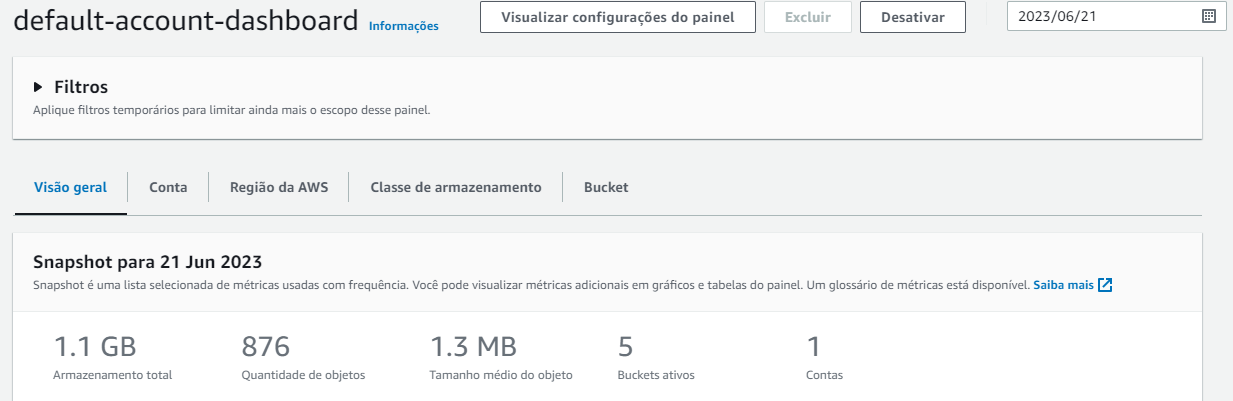 default-account-dashboard Informações Visualizar configurações do painel Excluir Desativar 2023/06/21
Filtros
Aplique filtros temporários para limitar ainda mais o escopo desse painel.
Visão geral Conta Região da AWS Classe de armazenamento Bucket
Snapshot para 21 Jun 2023
Snapshot é uma lista selecionada de métricas usadas com frequência. Você pode visualizar métricas adicionais em gráficos e tabelas do painel. Um glossário de métricas está disponível. Saiba mais
1.1 GB 876 1.3 MB 5 1
Armazenamento total Quantidade de objetos Tamanho médio do objeto Buckets ativos Contas